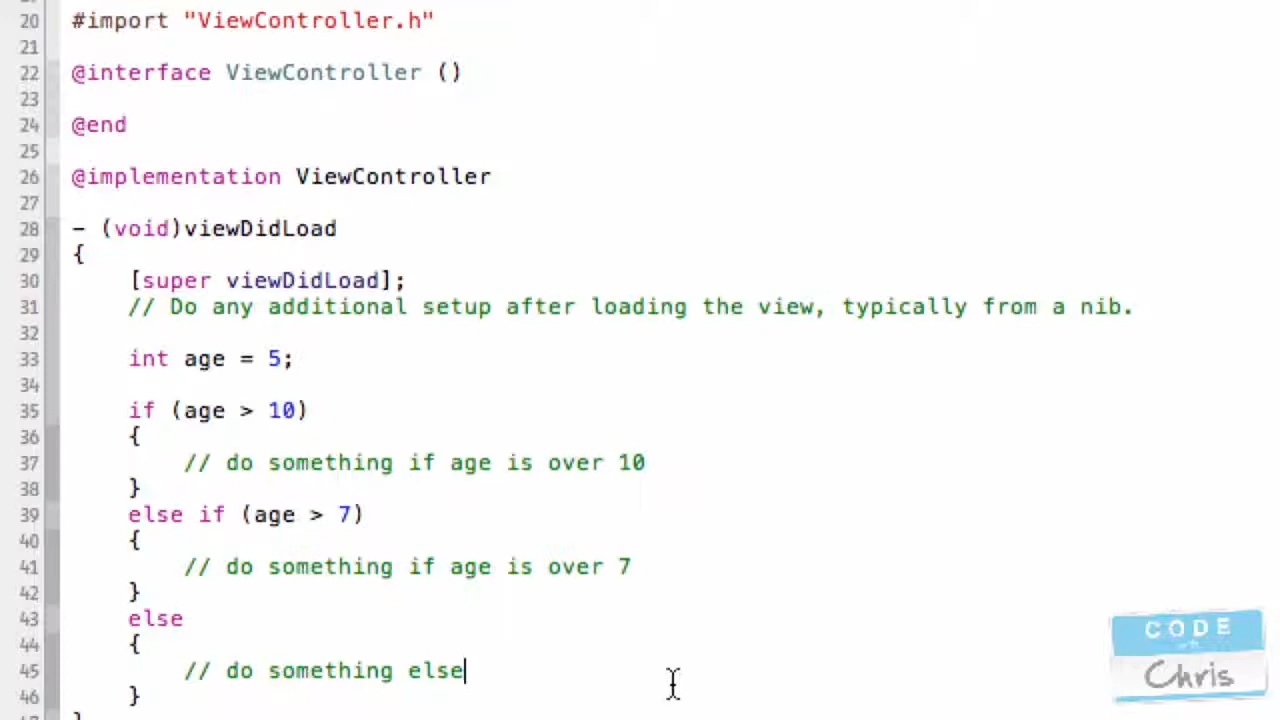 20 #import "ViewController.h"
21
22 @interface ViewController ()
23
24 @end
25
26 @implementation ViewController
27
28 - (void)viewDidLoad
29 {
30     [super viewDidLoad];
31     // Do any additional setup after loading the view, typically from a nib.
32
33     int age = 5;
34
35     if (age > 10)
36     {
37         // do something if age is over 10
38     }
39     else if (age > 7)
40     {
41         // do something if age is over 7
42     }
43     else
44     {
45         // do something else
46     }
}
CODE
with
Chris